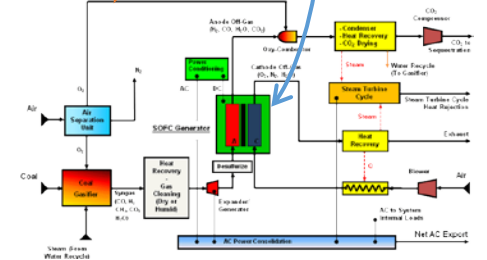 Anode Off-Gas
(N₂, CO, H₂O, CO₂)
Oxy-Combustor
-Condenser
-Heat Recovery
-CO₂ Drying
CO₂
Compressor
CO₂ to
Sequestration
Power
Conditioning
AC
DC
Cathode Off-Gas
(O₂, N₂, H₂O)
Steam
Water Recycle
(To Gasifier)
O₂
N₂
Steam Turbine
Cycle
Steam Turbine Cycle
Heat Rejection
Air
Air
Separation
Unit
SOFC Generator
Steam
A
C
Heat
Recovery
Exhaust
O₂
Coal
Coal
Gasifier
Syngas
(CO, H₂
CH₄, CO₂
H₂O)
Heat
Recovery
-
Gas
Cleaning
(Dry or
Humid)
Desulfurize
Expander/
Generator
Q
Blower
Air
AC to System
Internal Loads
Steam (from
Water Recycle)
AC Power Consolidation
Net AC Export